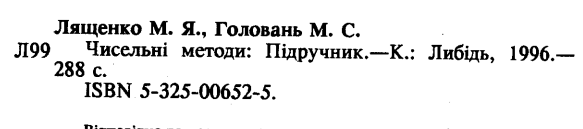 Лященко М. Я., Головань М. С.
Л99 Чисельні методи: Підручник.—К.: Либідь, 1996.—
288 с.
ISBN 5-325-00652-5.